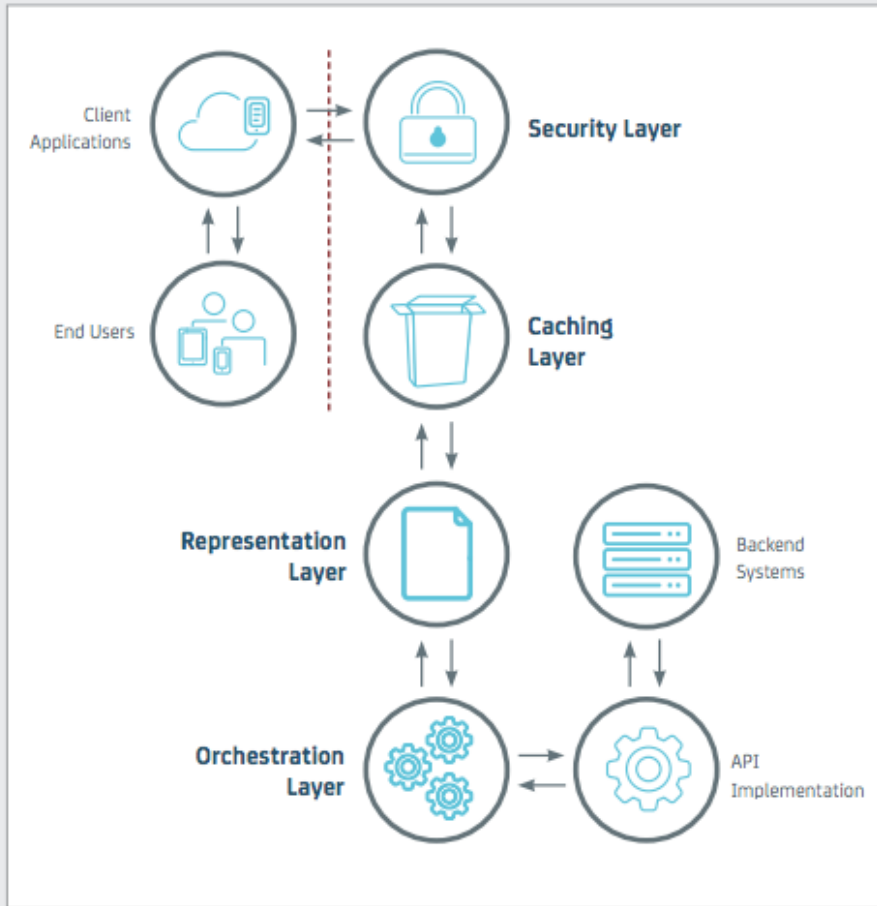 Client
Applications
Security Layer
End Users
Caching
Layer
Representation
Layer
Backend
Systems
Orchestration
Layer
API
Implementation